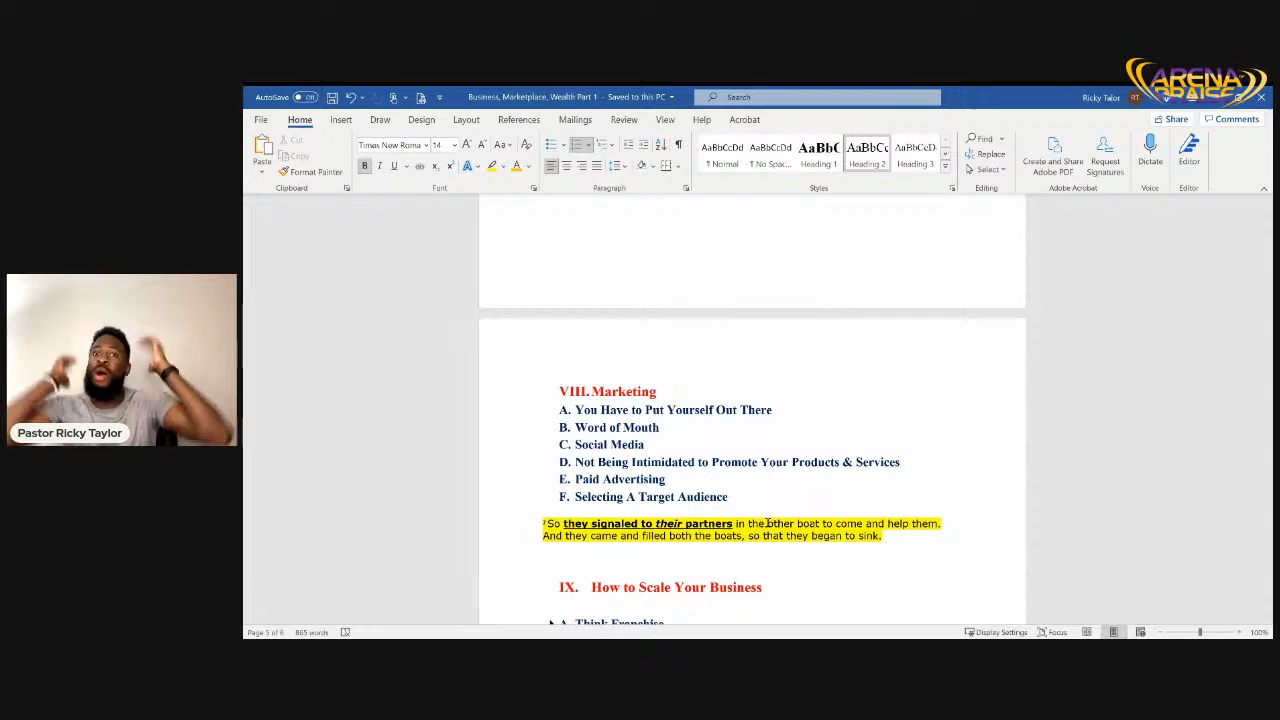 ARENA
PRAISE
AutoSave Off
Business, Marketplace, Wealth Part 1 - Saved to this PC
Search
Ricky Talor RT
File Home Insert Draw Design Layout References Mailings Review View Help Acrobat
Share Comments
Paste
Cut
Copy
Format Painter
Clipboard
Times New Roma 14
Font
Paragraph
AaBbCcDd AaBbCcDd AaBbC AaBbCc AaBbCcD
¶ Normal ¶ No Spac... Heading 1 Heading 2 Heading 3
Styles
Find
Replace
Select
Editing
Create and Share
Adobe PDF
Request
Signatures
Adobe Acrobat
Dictate
Voice
Editor
Editor
VIII. Marketing
A. You Have to Put Yourself Out There
B. Word of Mouth
C. Social Media
D. Not Being Intimidated to Promote Your Products & Services
E. Paid Advertising
F. Selecting A Target Audience
7 So they signaled to their partners in the other boat to come and help them.
And they came and filled both the boats, so that they began to sink.
IX. How to Scale Your Business
A. Think Franchise
Pastor Ricky Taylor
Page 5 of 6 865 words
Display Settings Focus 100%